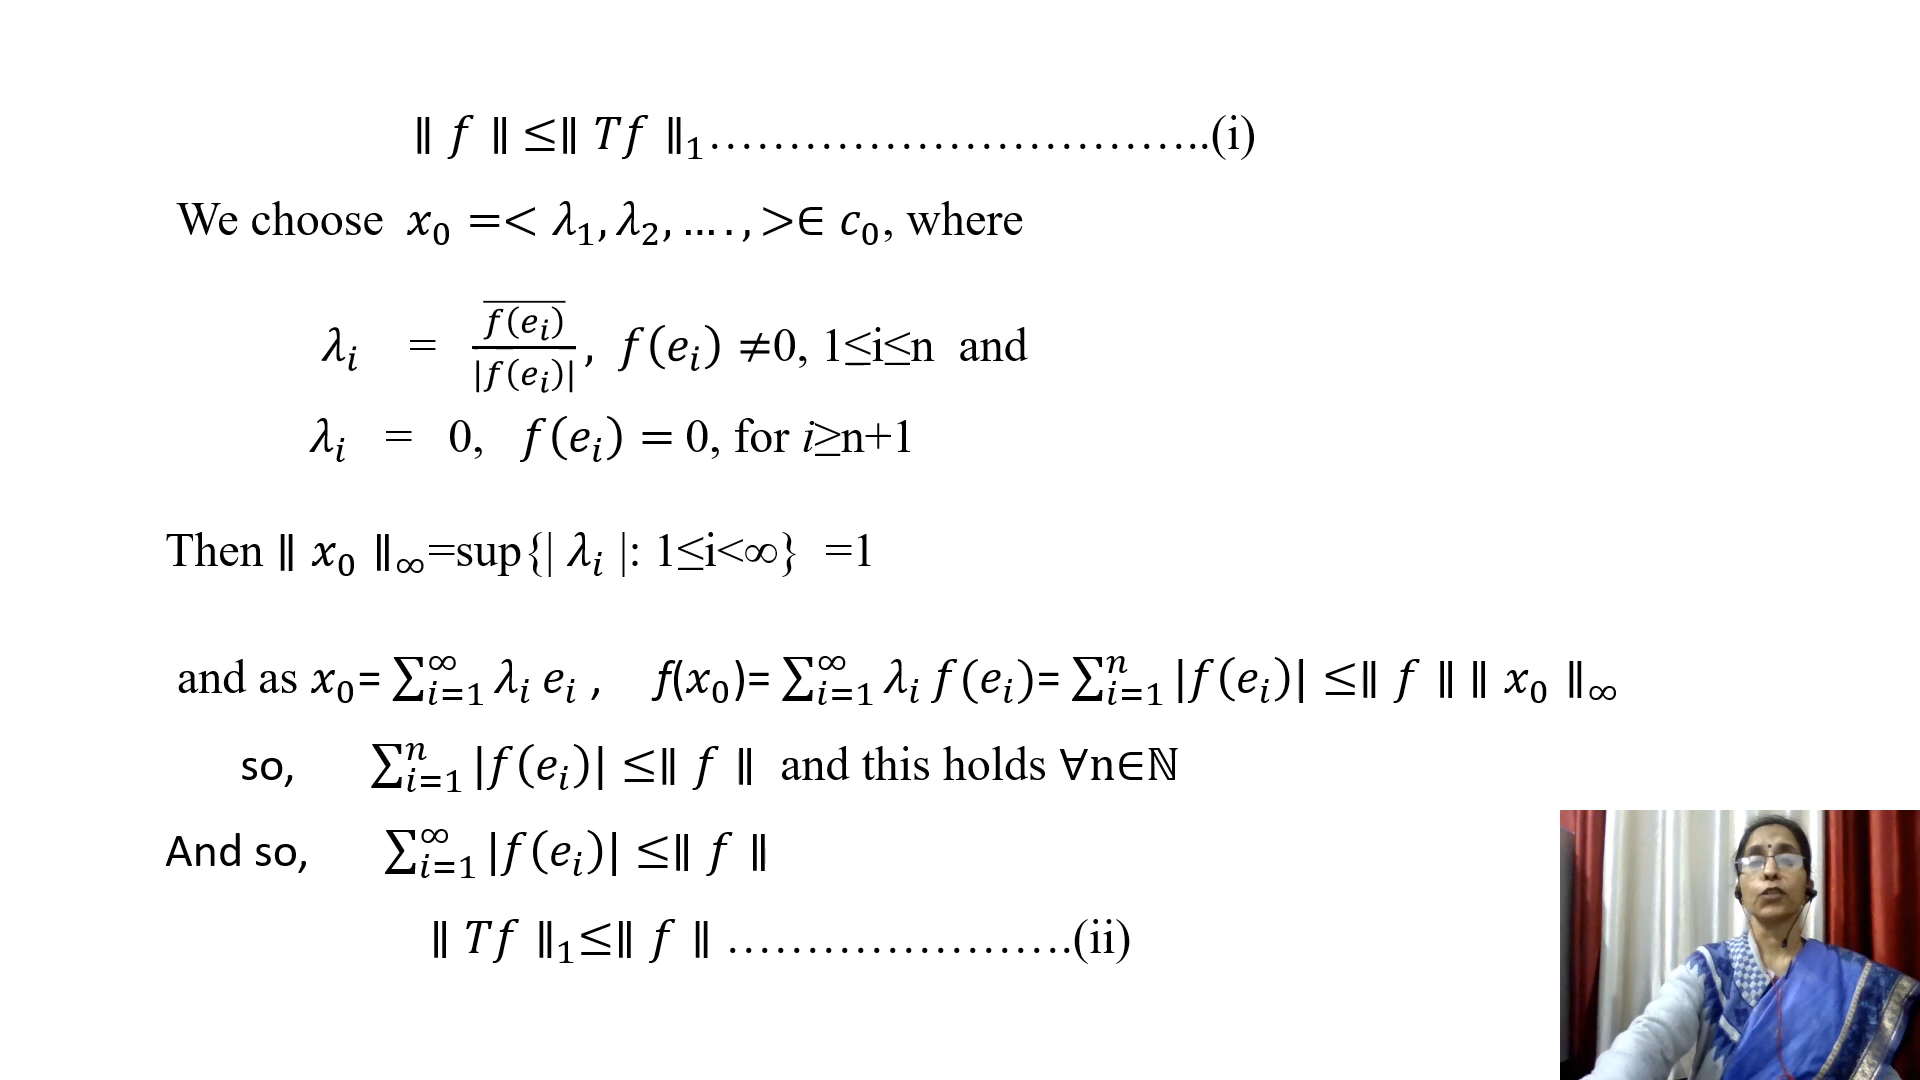 ‖ f ‖ ≤‖ Tf ‖₁…………………………..(i)
We choose x₀ =< λ₁, λ₂, … . , >∈ c₀, where
λᵢ = \overline{f(eᵢ)}/|f(eᵢ)|, f(eᵢ) ≠0, 1≤i≤n and
λᵢ = 0, f(eᵢ) = 0, for i≥n+1
Then ‖ x₀ ‖∞=sup{| λᵢ |: 1≤i<∞} =1
and as x₀= ∑_{i=1}^{∞} λᵢ eᵢ , f(x₀)= ∑_{i=1}^{∞} λᵢ f(eᵢ)= ∑_{i=1}^{n} |f(eᵢ)| ≤‖ f ‖ ‖ x₀ ‖∞
so, ∑_{i=1}^{n} |f(eᵢ)| ≤‖ f ‖ and this holds ∀n∈ℕ
And so, ∑_{i=1}^{∞} |f(eᵢ)| ≤‖ f ‖
‖ Tf ‖₁≤‖ f ‖ ………………….(ii)